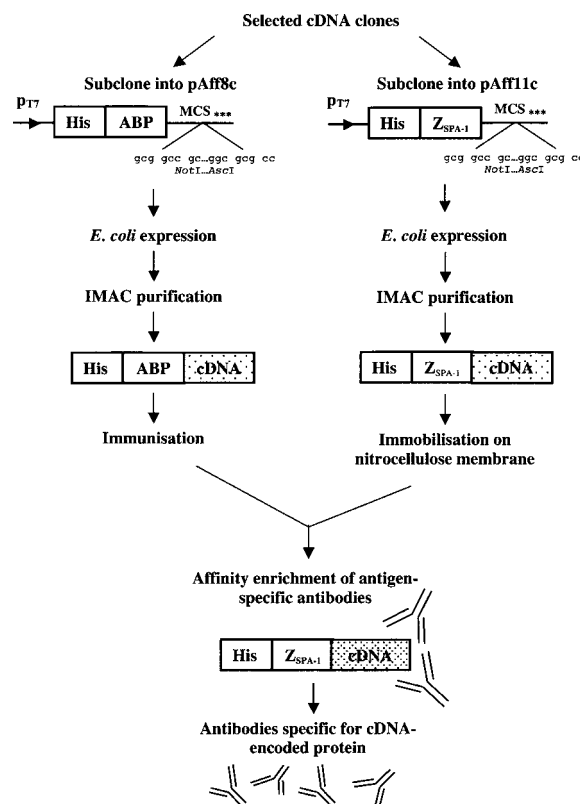 Selected cDNA clones
Subclone into pAff8c
Subclone into pAff11c
pT7
His
ABP
MCS ***
pT7
His
ZSPA-1
MCS ***
gcg gcc gc…ggc gcg cc
NotI…AscI
gcg gcc gc…ggc gcg cc
NotI…AscI
E. coli expression
E. coli expression
IMAC purification
IMAC purification
His
ABP
cDNA
His
ZSPA-1
cDNA
Immunisation
Immobilisation on
nitrocellulose membrane
Affinity enrichment of antigen-
specific antibodies
His
ZSPA-1
cDNA
Antibodies specific for cDNA-
encoded protein